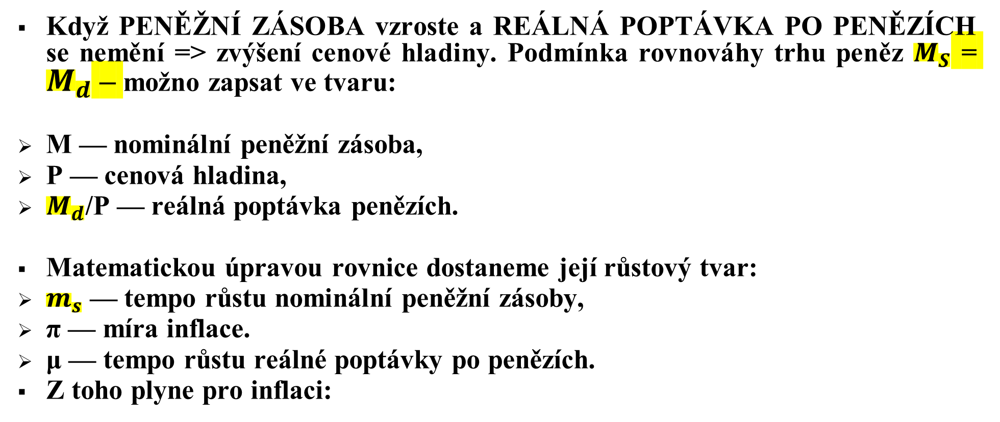 ▪ Když PENĚŽNÍ ZÁSOBA vzroste a REÁLNÁ POPTÁVKA PO PENĚZÍCH
se nemění => zvýšení cenové hladiny. Podmínka rovnováhy trhu peněz M_S =
M_d – možno zapsat ve tvaru:
➢ M — nominální peněžní zásoba,
➢ P — cenová hladina,
➢ M_d/P — reálná poptávka penězích.
▪ Matematickou úpravou rovnice dostaneme její růstový tvar:
➢ m_s — tempo růstu nominální peněžní zásoby,
➢ π — míra inflace.
➢ μ — tempo růstu reálné poptávky po penězích.
▪ Z toho plyne pro inflaci: